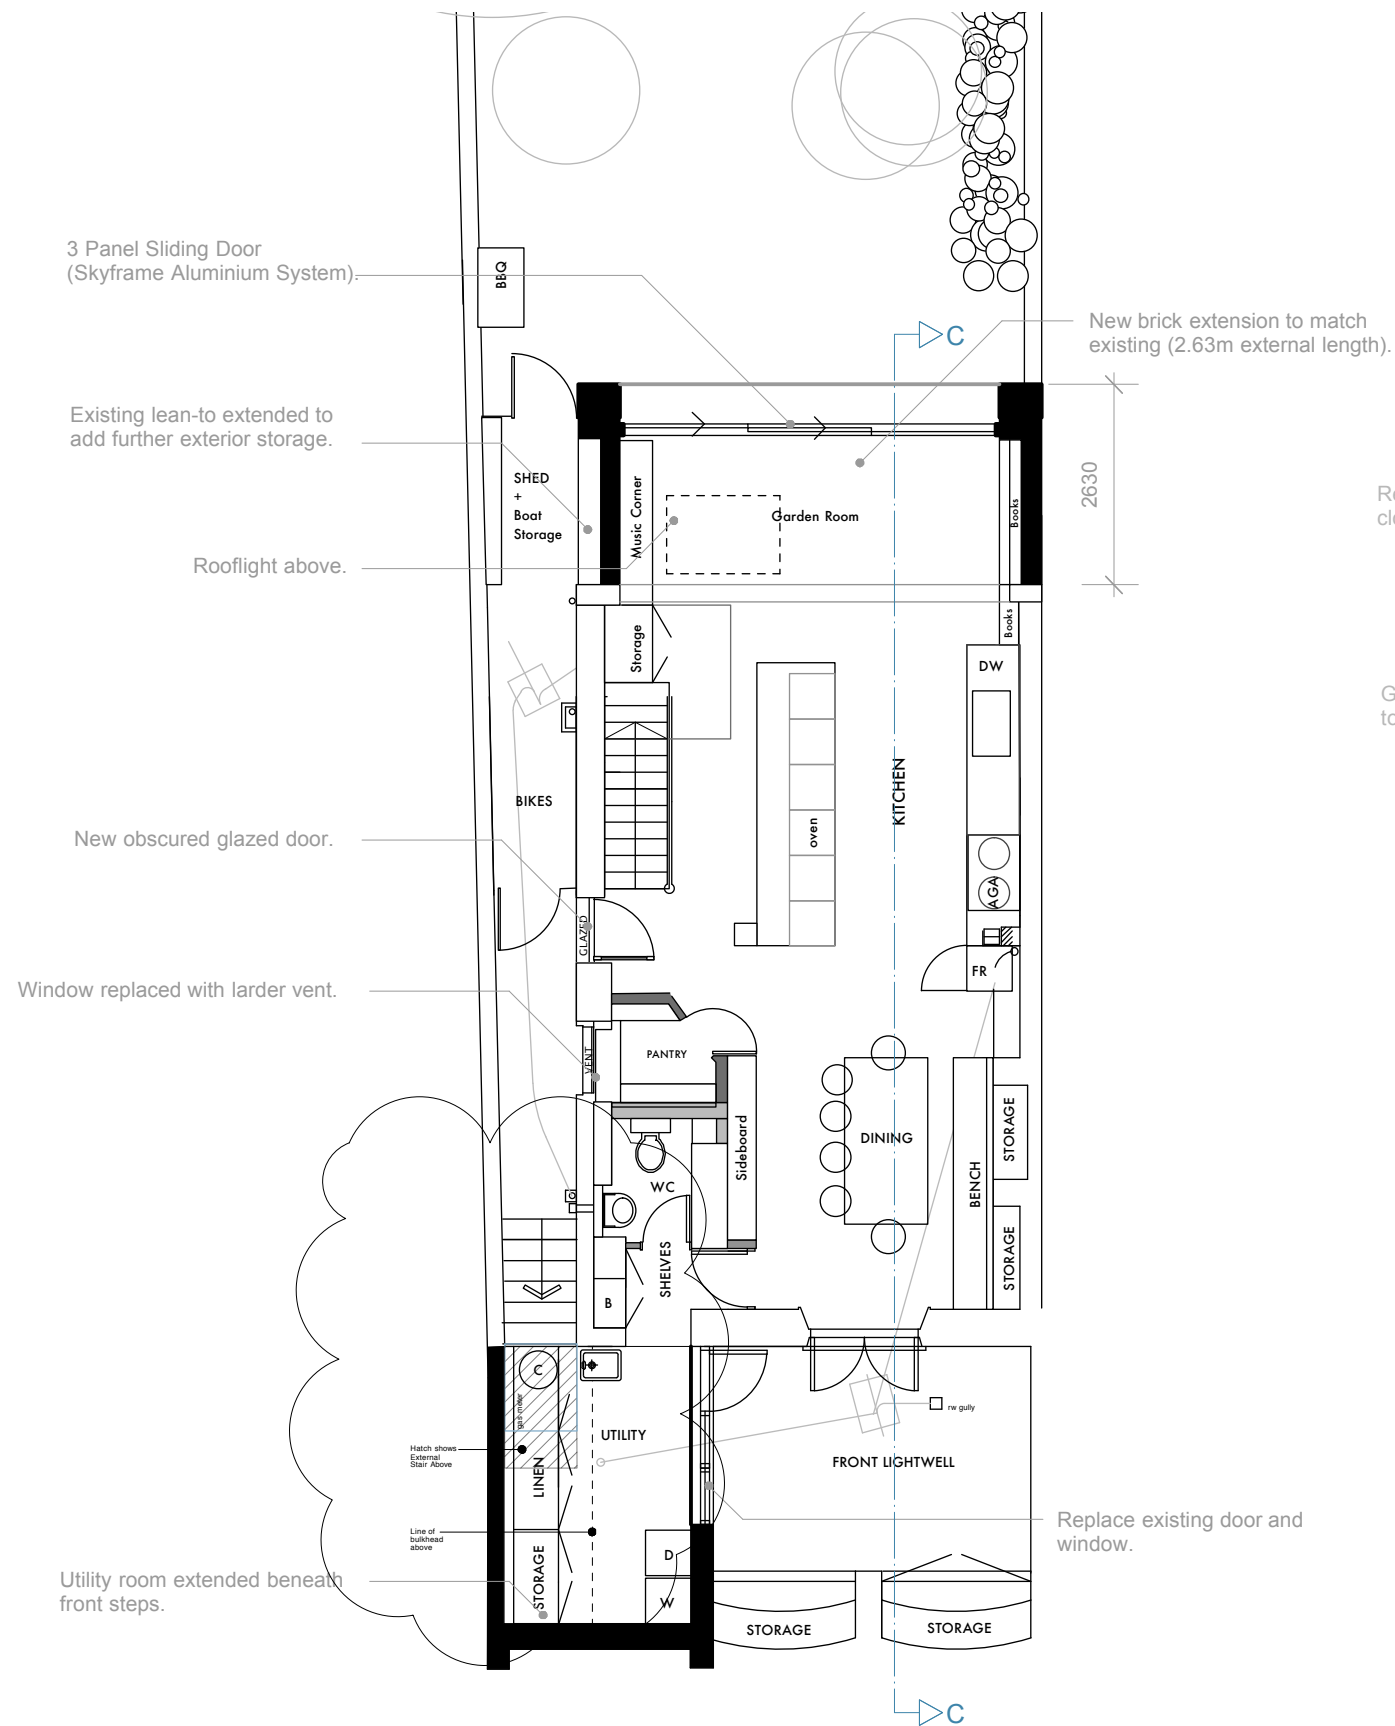 3 Panel Sliding Door
(Skyframe Aluminium System).
BBQ
C
New brick extension to match
existing (2.63m external length).
Existing lean-to extended to
add further exterior storage.
SHED
+
Boat
Storage
Music Corner
Garden Room
Books
2630
Rooflight above.
Storage
Books
DW
BIKES
KITCHEN
oven
New obscured glazed door.
AGA
GLAZED
FR
Window replaced with larder vent.
VENT
PANTRY
Sideboard
DINING
STORAGE
WC
BENCH
SHELVES
STORAGE
B
C
gas meter
rw gully
UTILITY
Hatch shows
External
Stair Above
LINEN
FRONT LIGHTWELL
Replace existing door and
window.
Line of
bulkhead
above
D
Utility room extended beneath
front steps.
STORAGE
W
STORAGE
STORAGE
C